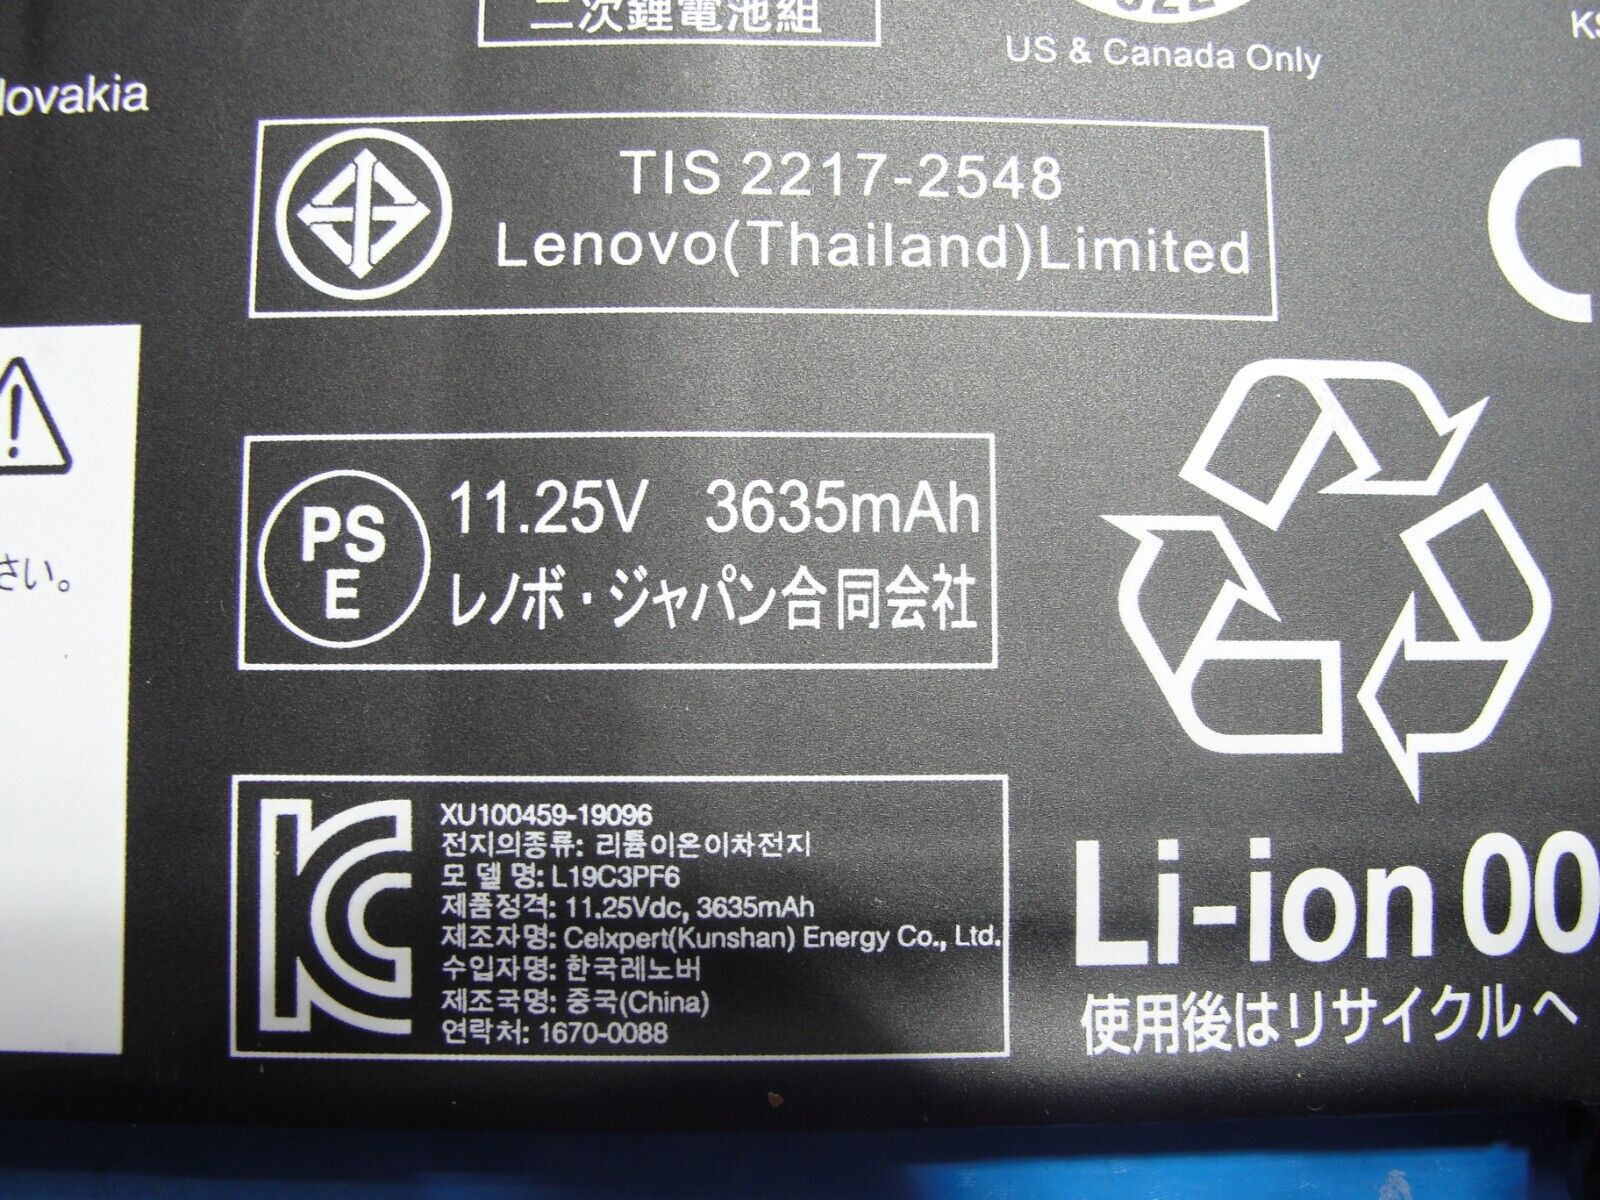 二次鋰電池組
US & Canada Only
lovakia
TIS 2217-2548
Lenovo(Thailand)Limited
さい。
PS
E
11.25V 3635mAh
レノボ・ジャパン合同会社
XU100459-19096
전지의종류: 리튬이온이차전지
모 델 명: L19C3PF6
제품정격: 11.25Vdc, 3635mAh
제조자명: Celxpert(Kunshan) Energy Co., Ltd.
수입자명: 한국레노버
제조국명: 중국(China)
연락처: 1670-0088
Li-ion 00
使用後はリサイクルへ